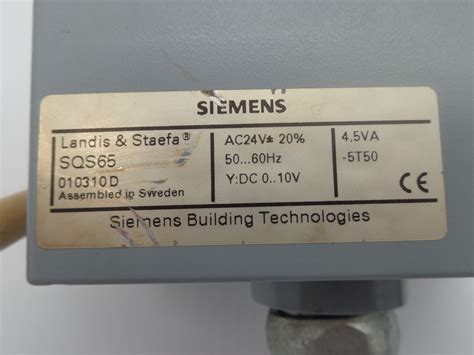 SIEMENS
Landis & Staefa®
SQS65
010310D
Assembled in Sweden
AC24V± 20%
50...60Hz
Y:DC 0..10V
4,5VA
-5T50
CE
Siemens Building Technologies